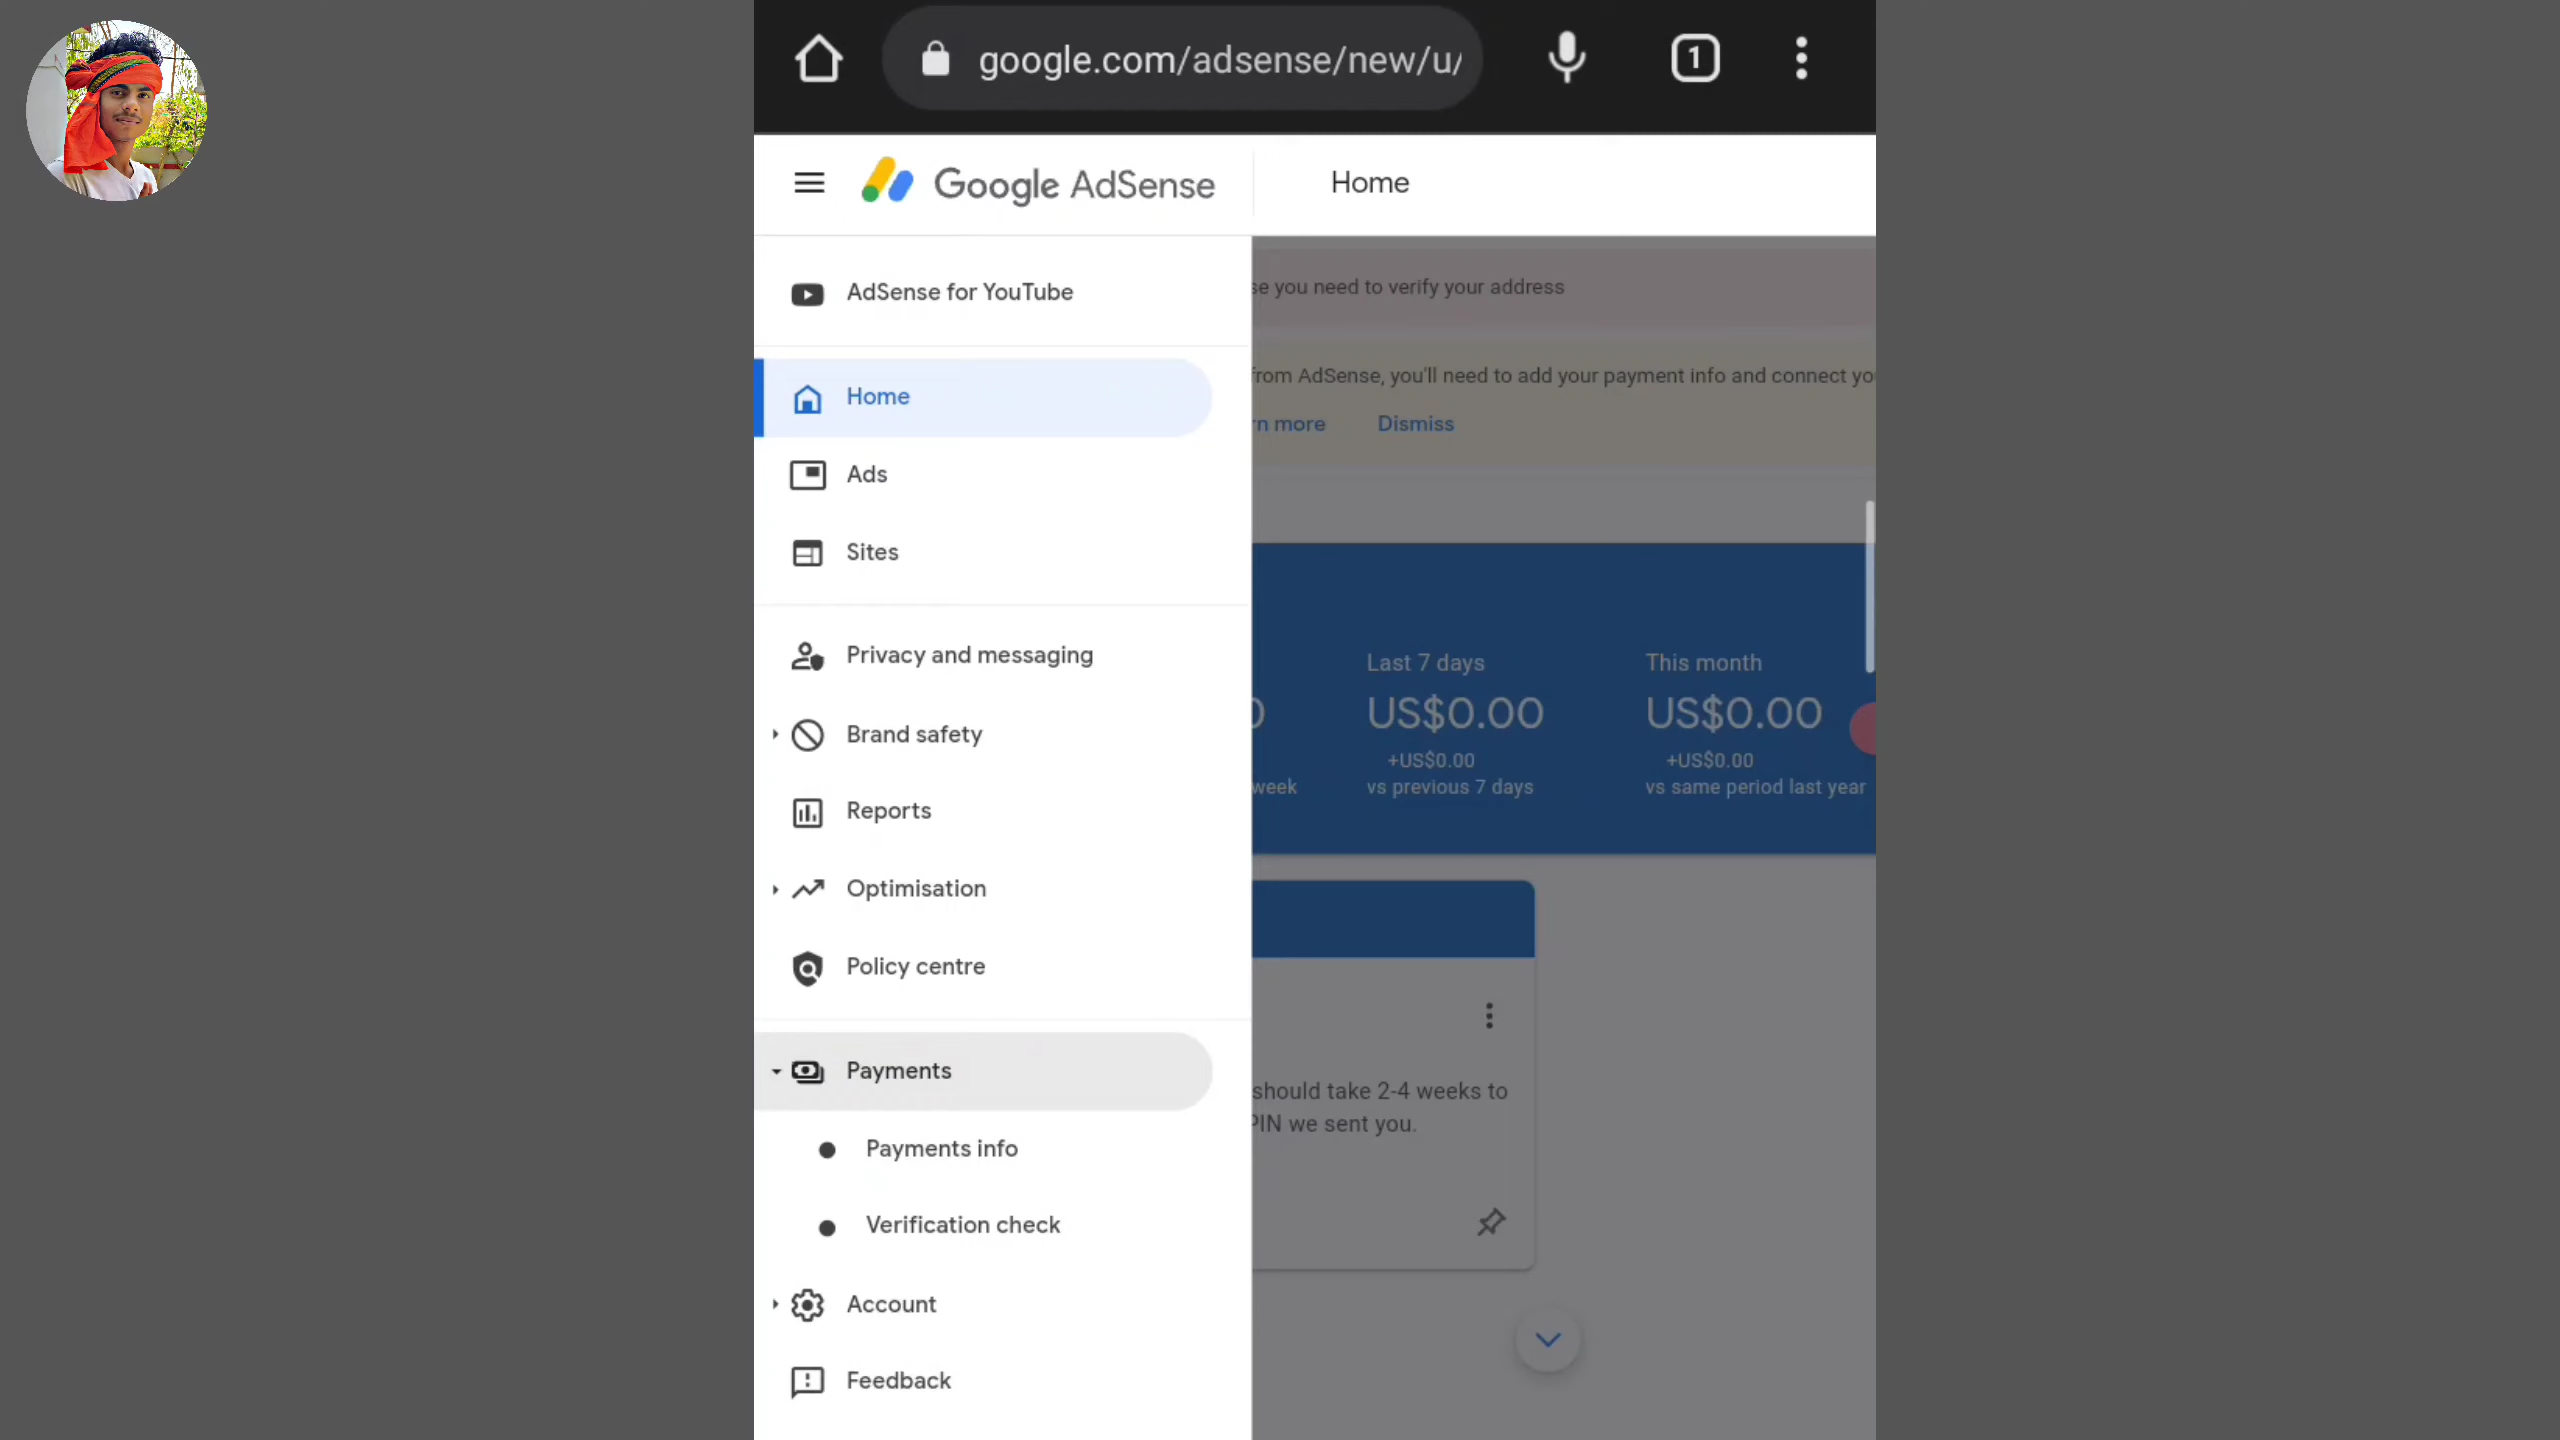 google.com/adsense/new/u/
1
Google AdSense
Home
AdSense for YouTube
Home
Ads
Sites
Privacy and messaging
Brand safety
Reports
Optimisation
Policy centre
Payments
Payments info
Verification check
Account
Feedback
you need to verify your address
AdSense, you'll need to add your payment info and connect
more Dismiss
Last 7 days
US$0.00
+US$0.00
vs previous 7 days
This month
US$0.00
+US$0.00
vs same period last year
week
should take 2-4 weeks to
PIN we sent you.